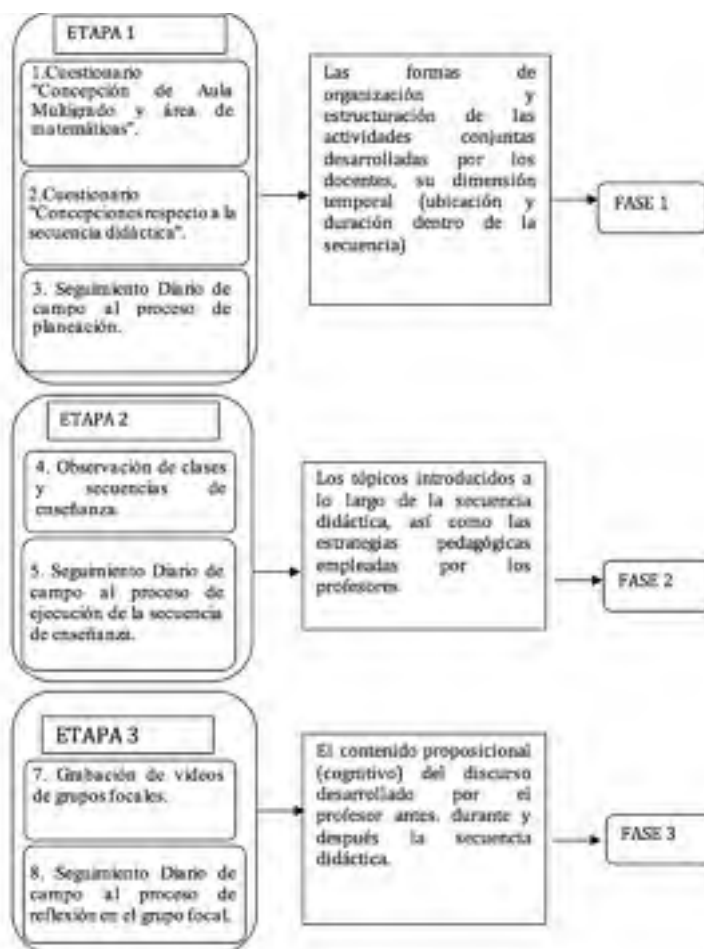 ETAPA 1
1.Cuestionario
"Concepción de Aula
Multigrado y área de
matemáticas".
2.Cuestionario
"Concepciones respecto a la
secuencia didáctica".
3. Seguimiento Diario de
campo al proceso de
planeación.
Las formas de
organización y
estructuración de las
actividades conjuntas
desarrolladas por los
docentes, su dimensión
temporal (ubicación y
duración dentro de la
secuencia)
FASE 1
ETAPA 2
4. Observación de clases
y secuencias de
enseñanza.
5. Seguimiento Diario de
campo al proceso de
ejecución de la secuencia
de enseñanza.
Los tópicos introducidos a
lo largo de la secuencia
didáctica, así como las
estrategias pedagógicas
empleadas por los
profesores
FASE 2
ETAPA 3
7. Grabación de videos
de grupos focales.
8. Seguimiento Diario de
campo al proceso de
reflexión en el grupo focal.
El contenido proposicional
(cogtitivo) del discurso
desarrollado por el
profesor antes, durante y
después la secuencia
didáctica.
FASE 3